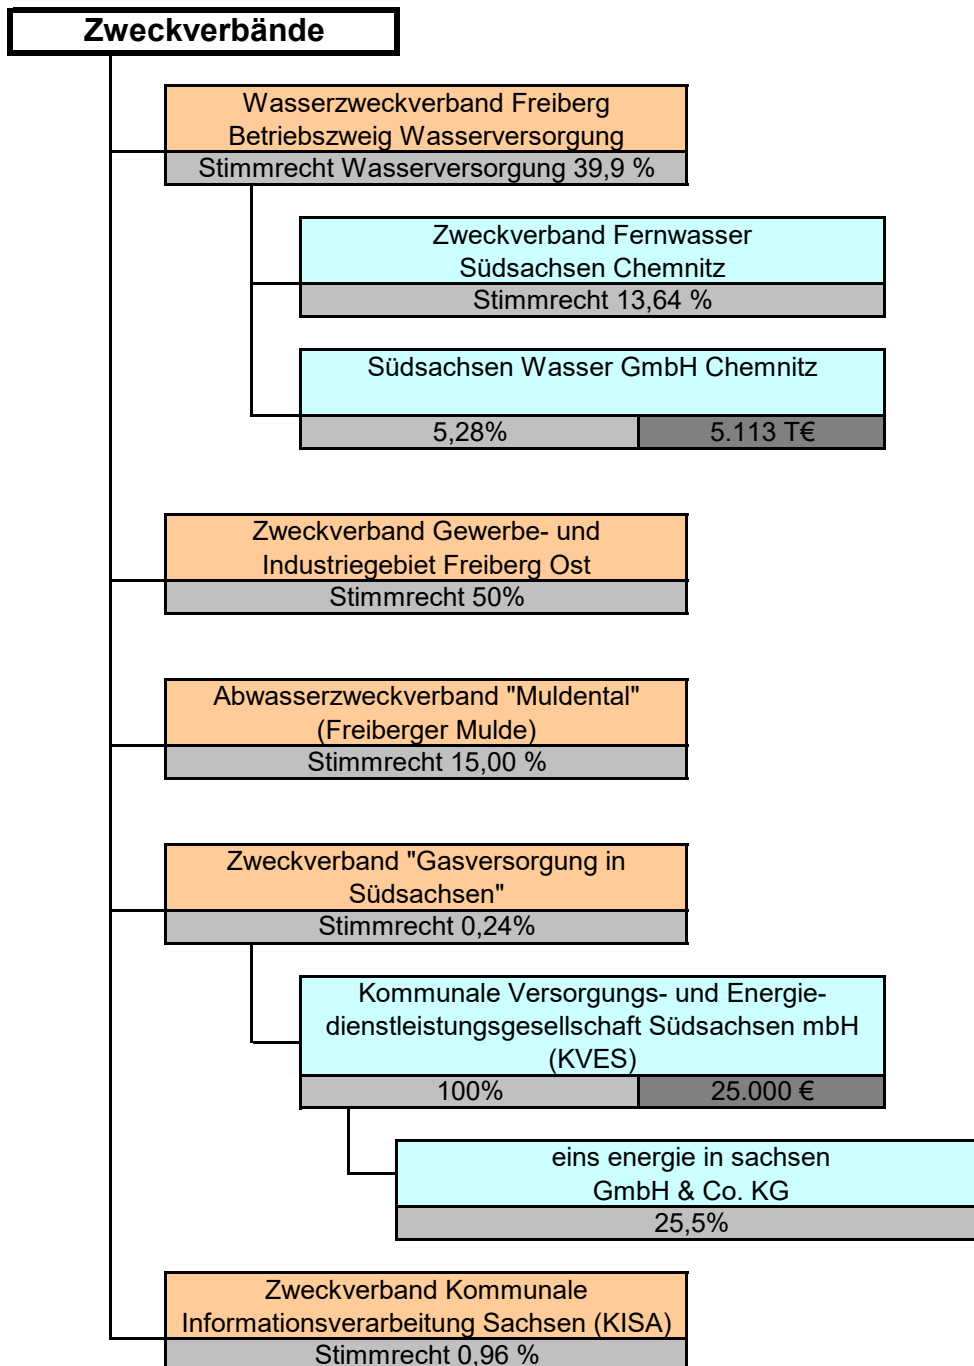 Zweckverbände
Wasserzweckverband Freiberg
Betriebszweig Wasserversorgung
Stimmrecht Wasserversorgung 39,9 %
Zweckverband Fernwasser
Südsachsen Chemnitz
Stimmrecht 13,64 %
Südsachsen Wasser GmbH Chemnitz
5,28% 5.113 T€
Zweckverband Gewerbe- und
Industriegebiet Freiberg Ost
Stimmrecht 50%
Abwasserzweckverband "Muldental"
(Freiberger Mulde)
Stimmrecht 15,00 %
Zweckverband "Gasversorgung in
Südsachsen"
Stimmrecht 0,24%
Kommunale Versorgungs- und Energie-
dienstleistungsgesellschaft Südsachsen mbH
(KVES)
100% 25.000 €
eins energie in sachsen
GmbH & Co. KG
25,5%
Zweckverband Kommunale
Informationsverarbeitung Sachsen (KISA)
Stimmrecht 0,96 %